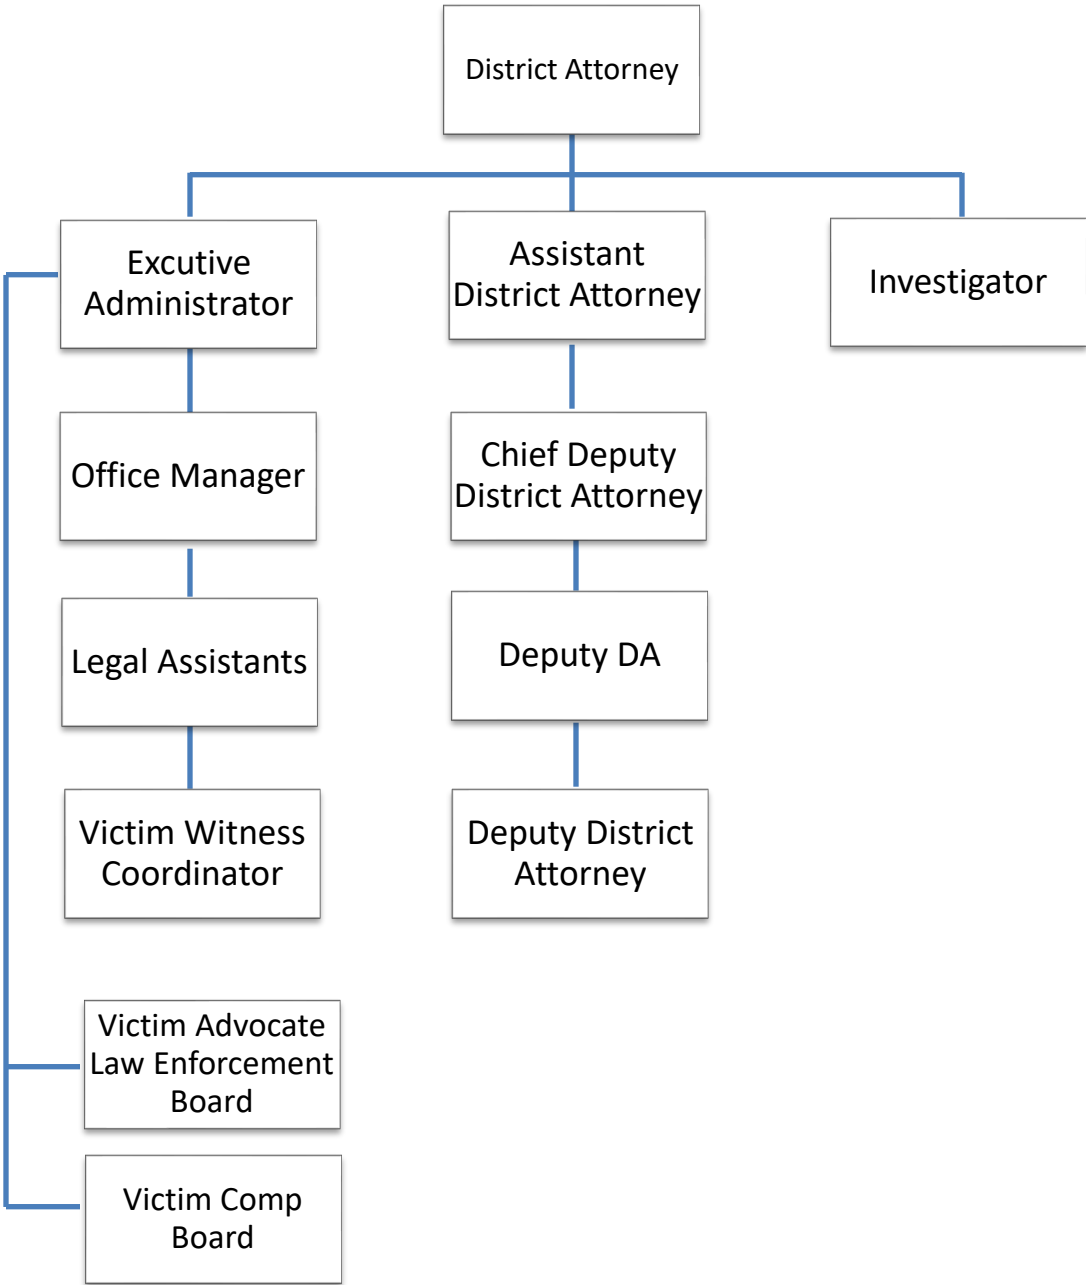 District Attorney
Excutive
Administrator
Assistant
District Attorney
Investigator
Office Manager
Chief Deputy
District Attorney
Legal Assistants
Deputy DA
Victim Witness
Coordinator
Deputy District
Attorney
Victim Advocate
Law Enforcement
Board
Victim Comp
Board